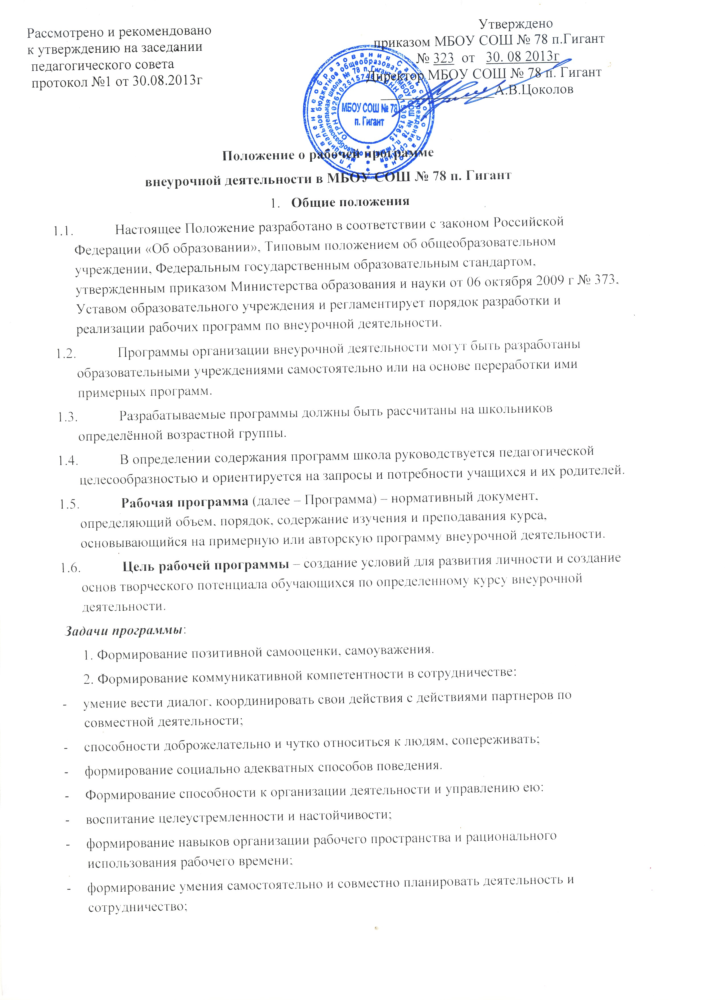 Рассмотрено и рекомендовано
к утверждению на заседании
педагогического совета
протокол №1 от 30.08.2013г
Утверждено
приказом МБОУ СОШ № 78 п.Гигант
№ 323 от 30. 08 2013г
Директор МБОУ СОШ № 78 п. Гигант
А.В.Цоколов
Управление образования Сальского района
МБОУ СОШ № 78
п. Гигант
Положение о рабочей программе
внеурочной деятельности в МБОУ СОШ № 78 п. Гигант
1. Общие положения
1.1. Настоящее Положение разработано в соответствии с законом Российской
Федерации «Об образовании», Типовым положением об общеобразовательном
учреждении, Федеральным государственным образовательным стандартом,
утвержденным приказом Министерства образования и науки от 06 октября 2009 г № 373,
Уставом образовательного учреждения и регламентирует порядок разработки и
реализации рабочих программ по внеурочной деятельности.
1.2. Программы организации внеурочной деятельности могут быть разработаны
образовательными учреждениями самостоятельно или на основе переработки ими
примерных программ.
1.3. Разрабатываемые программы должны быть рассчитаны на школьников
определённой возрастной группы.
1.4. В определении содержания программ школа руководствуется педагогической
целесообразностью и ориентируется на запросы и потребности учащихся и их родителей.
1.5. Рабочая программа (далее – Программа) – нормативный документ,
определяющий объем, порядок, содержание изучения и преподавания курса,
основывающийся на примерную или авторскую программу внеурочной деятельности.
1.6. Цель рабочей программы – создание условий для развития личности и создание
основ творческого потенциала обучающихся по определенному курсу внеурочной
деятельности.
Задачи программы:
1. Формирование позитивной самооценки, самоуважения.
2. Формирование коммуникативной компетентности в сотрудничестве:
- умение вести диалог, координировать свои действия с действиями партнеров по
совместной деятельности;
- способности доброжелательно и чутко относиться к людям, сопереживать;
- формирование социально адекватных способов поведения.
- Формирование способности к организации деятельности и управлению ею:
- воспитание целеустремленности и настойчивости;
- формирование навыков организации рабочего пространства и рационального
использования рабочего времени;
- формирование умения самостоятельно и совместно планировать деятельность и
сотрудничество;